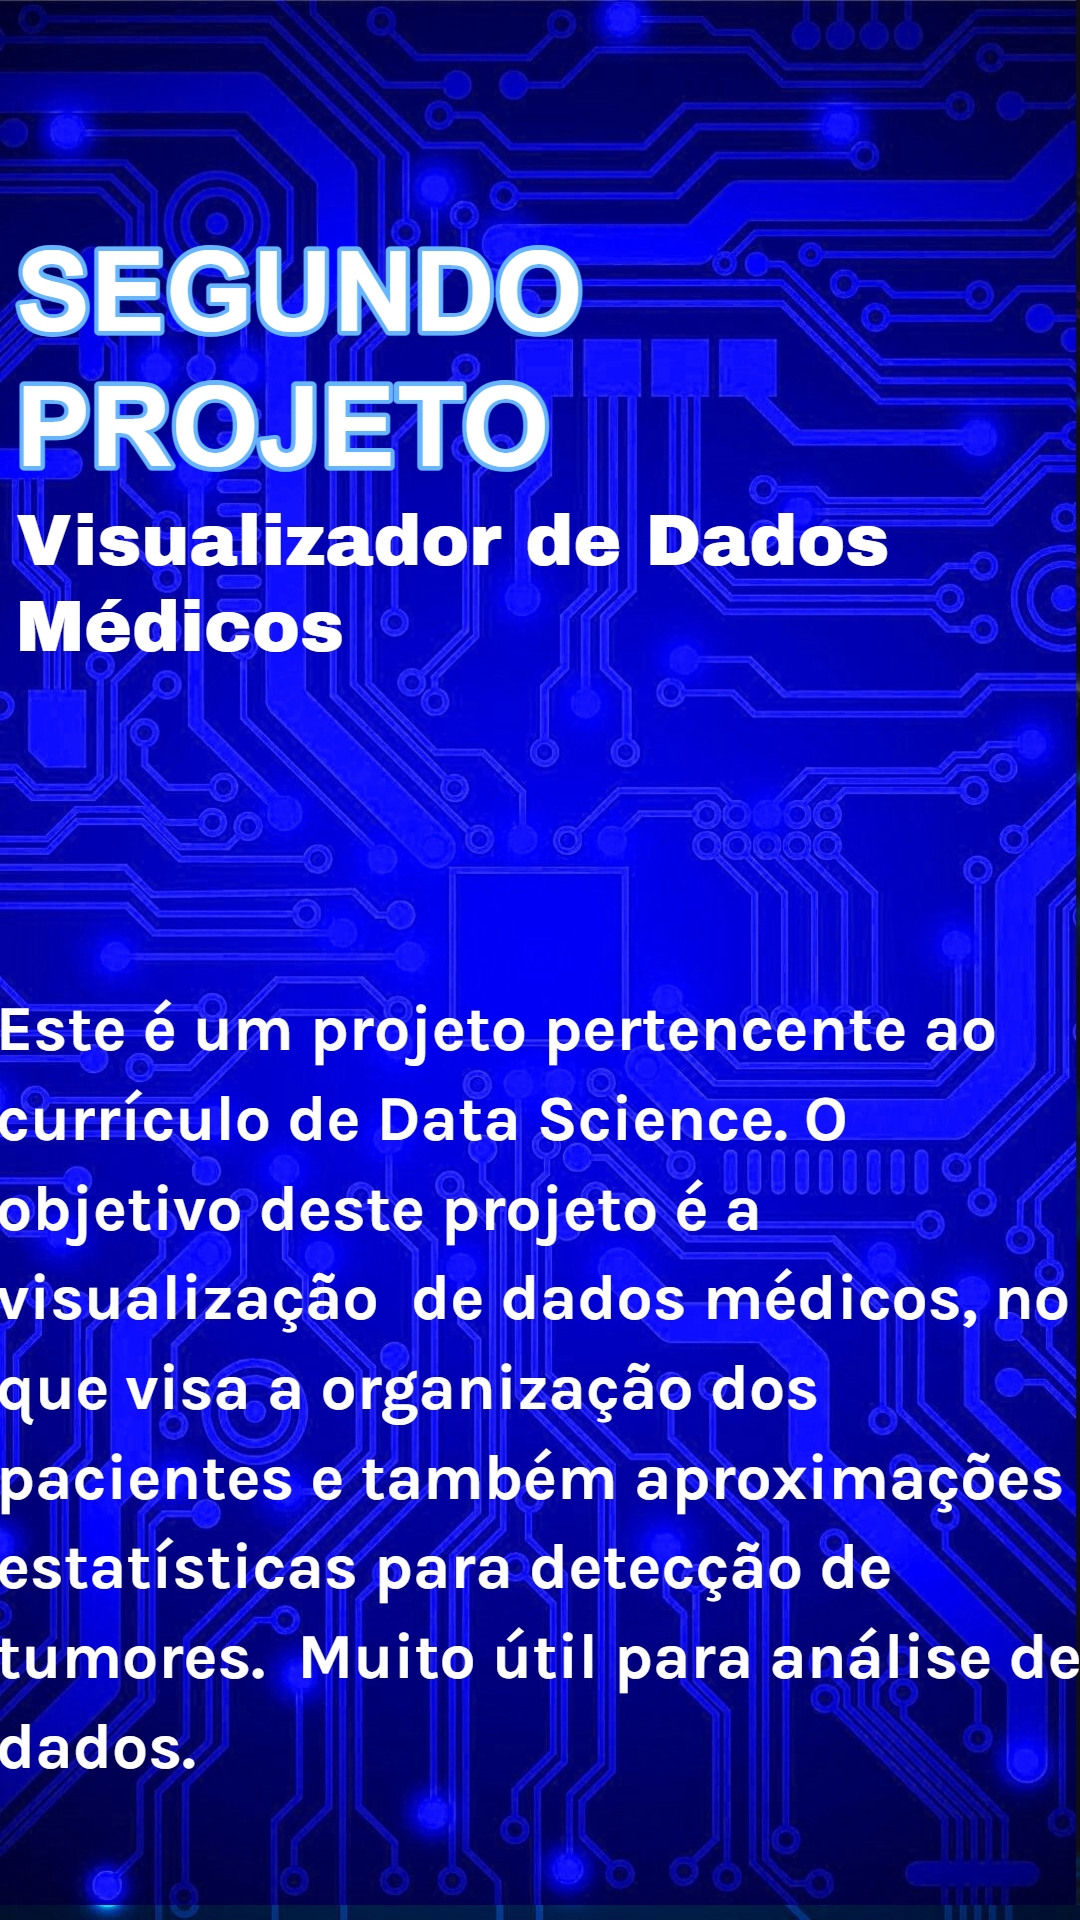 SEGUNDO
PROJETO
Visualizador de Dados
Médicos
Este é um projeto pertencente ao
currículo de Data Science. O
objetivo deste projeto é a
visualização  de dados médicos, no
que visa a organização dos
pacientes e também aproximações
estatísticas para detecção de
tumores.  Muito útil para análise de
dados.